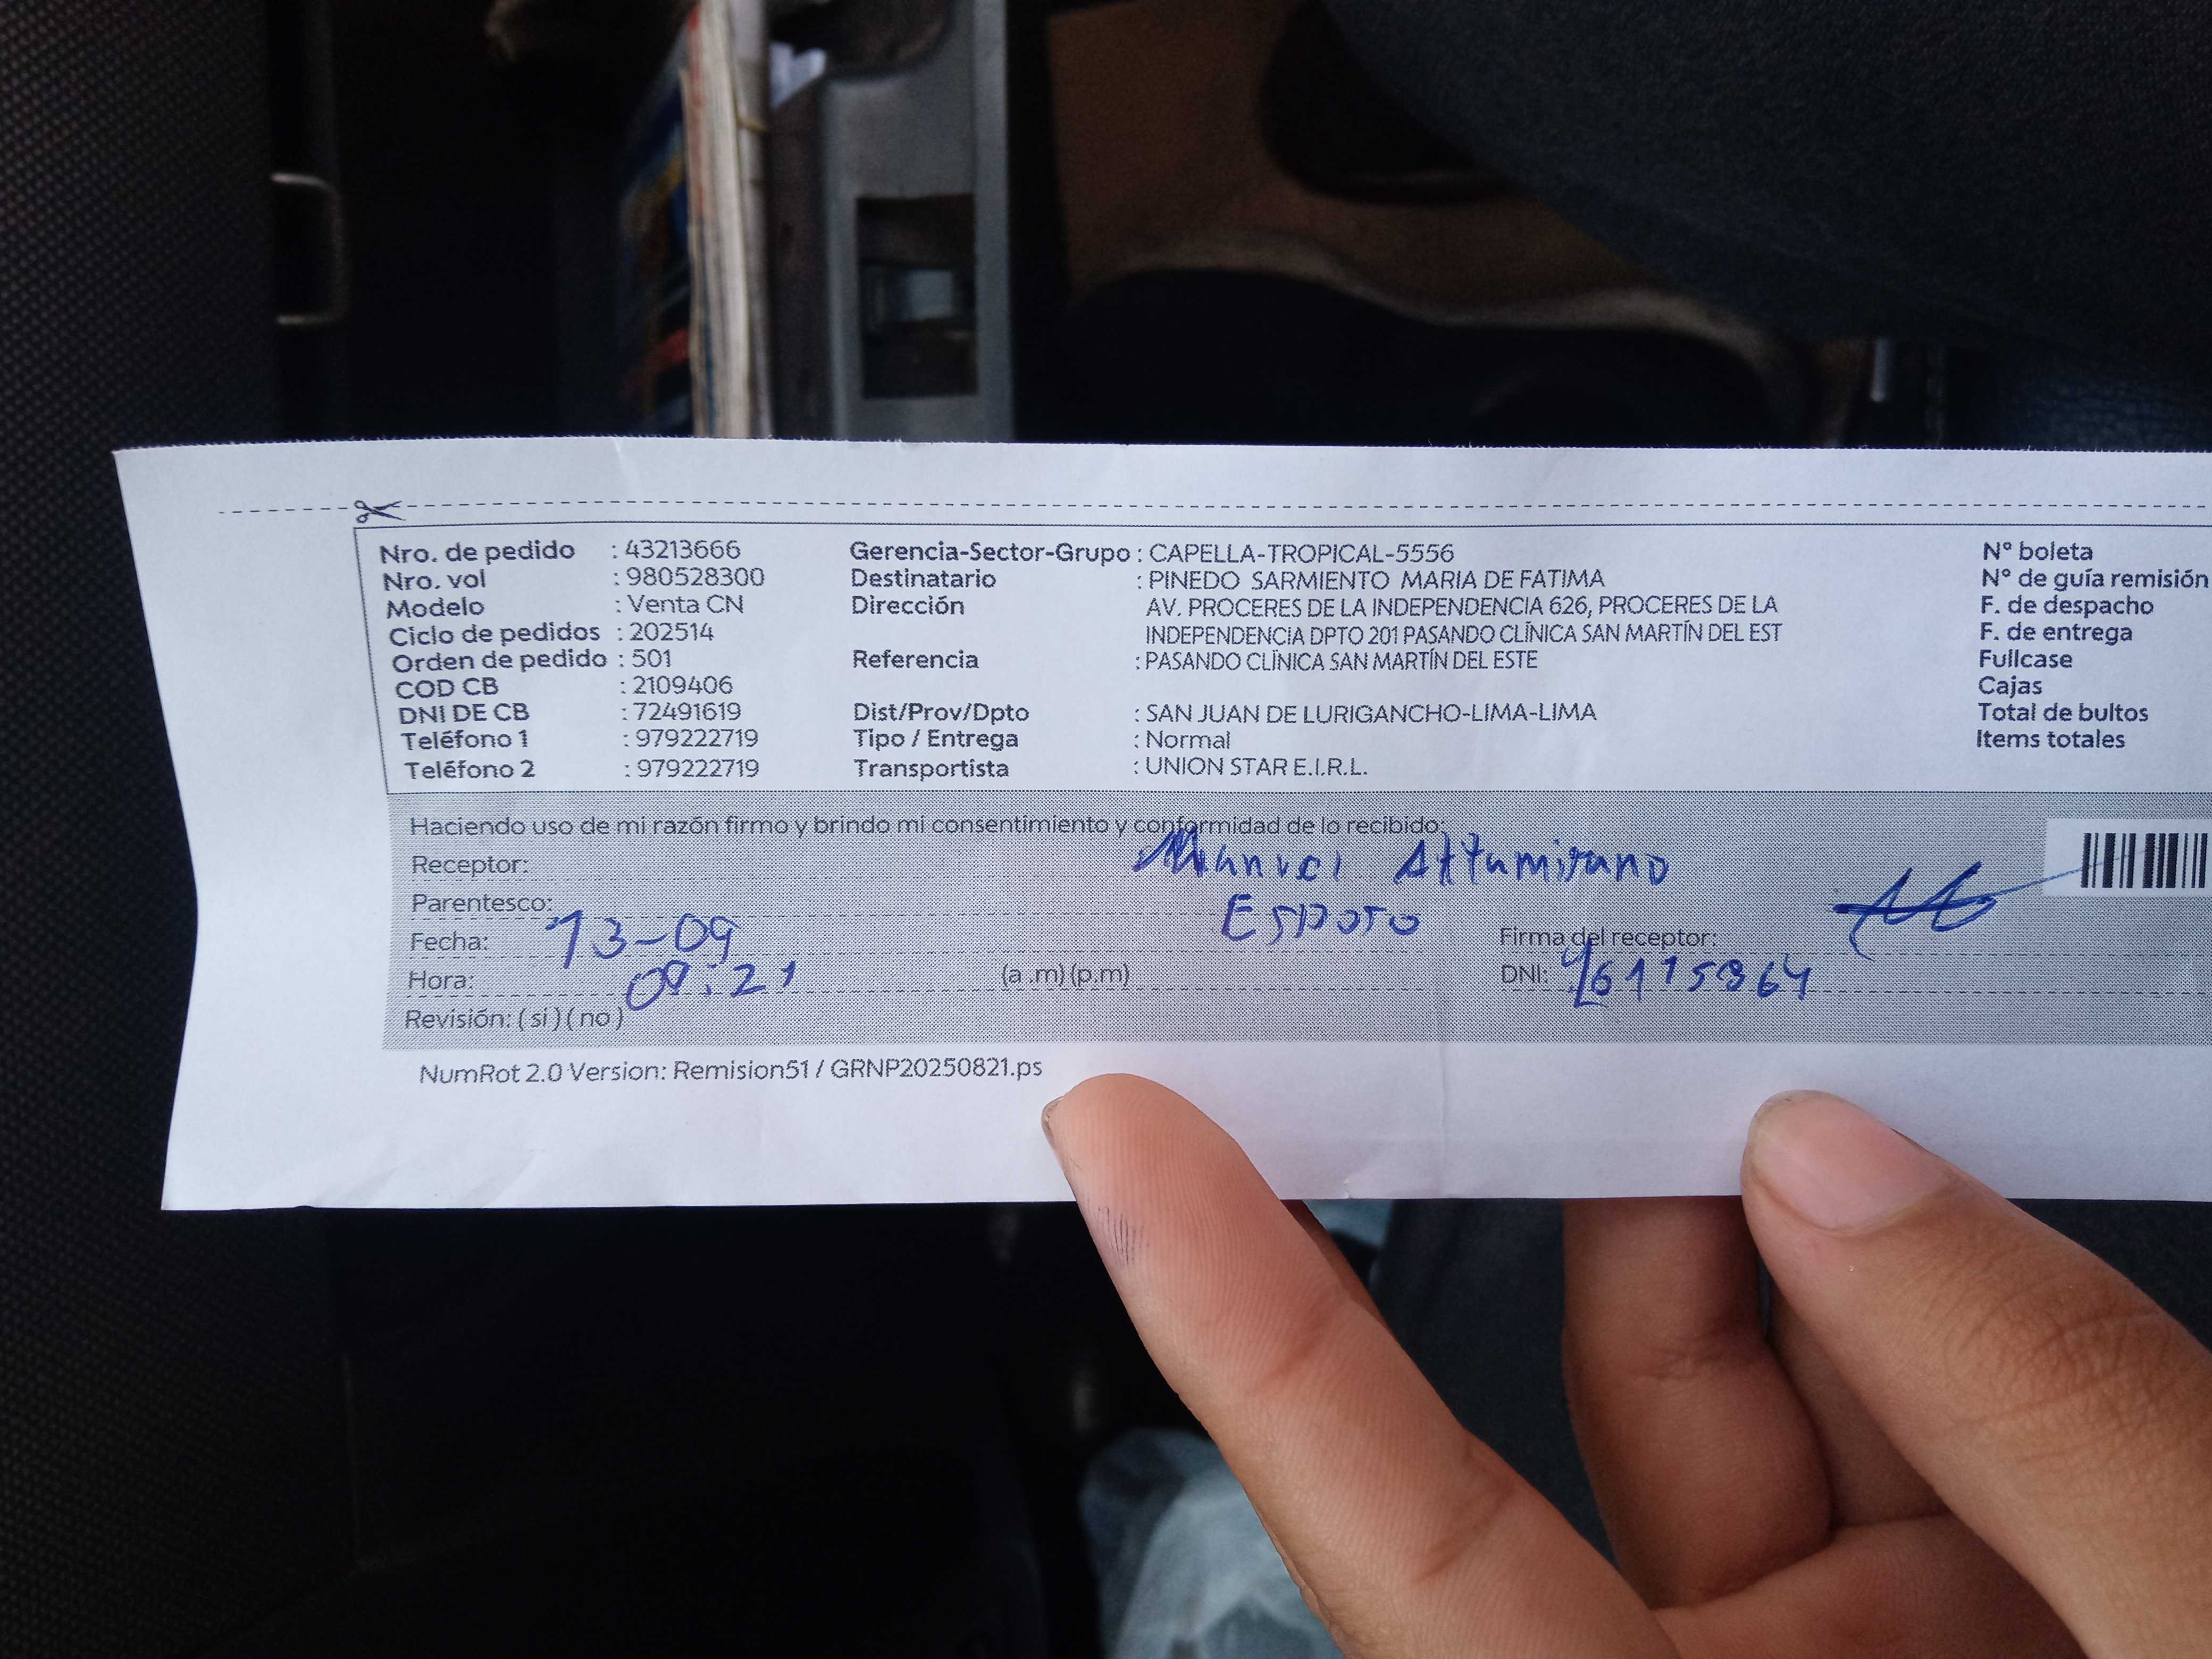 Nro. de pedido : 43213666 Gerencia-Sector-Grupo : CAPELLA-TROPICAL-5556 N° boleta
Nro. vol : 980528300 Destinatario : PINEDO SARMIENTO MARIA DE FATIMA N° de guía remisión
Modelo : Venta CN Dirección AV. PROCERES DE LA INDEPENDENCIA 626, PROCERES DE LA F. de despacho
Ciclo de pedidos : 202514 INDEPENDENCIA DPTO 201 PASANDO CLÍNICA SAN MARTÍN DEL EST F. de entrega
Orden de pedido : 501 Referencia : PASANDO CLÍNICA SAN MARTÍN DEL ESTE Fullcase
COD CB : 2109406 Cajas
DNI DE CB : 72491619 Dist/Prov/Dpto : SAN JUAN DE LURIGANCHO-LIMA-LIMA Total de bultos
Teléfono 1 : 979222719 Tipo / Entrega : Normal Items totales
Teléfono 2 : 979222719 Transportista : UNION STAR E.I.R.L.
Haciendo uso de mi razón firmo y brindo mi consentimiento y conformidad de lo recibido:
Receptor: Manuel Altamirano
Parentesco: Esposo
Fecha: 13-09 Firma del receptor:
Hora: (a .m) (p.m) DNI:
Revisión: ( si ) ( no )
NumRot 2.0 Version: Remision51 / GRNP20250821.ps